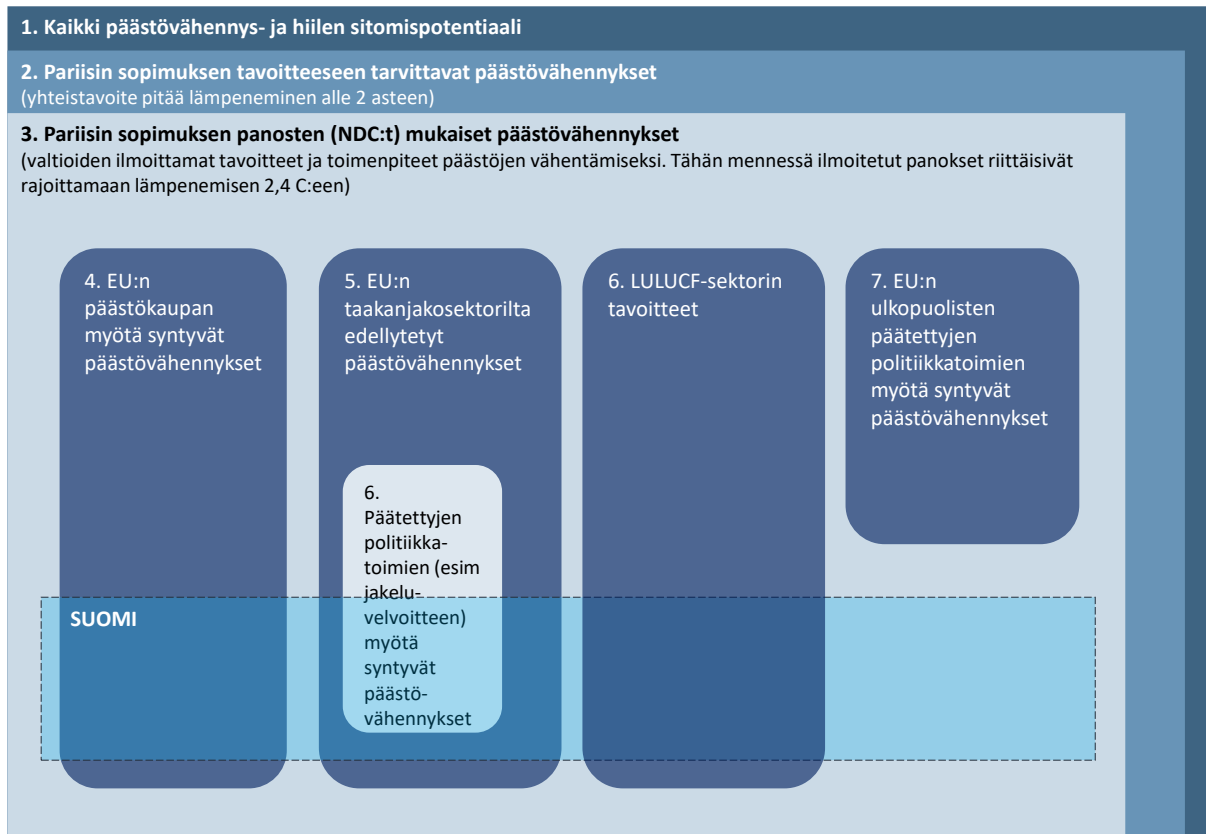 1. Kaikki päästövähennys- ja hiilen sitomispotentiaali
2. Pariisin sopimuksen tavoitteeseen tarvittavat päästövähennykset
(yhteistavoite pitää lämpeneminen alle 2 asteen)
3. Pariisin sopimuksen panosten (NDC:t) mukaiset päästövähennykset
(valtioiden ilmoittamat tavoitteet ja toimenpiteet päästöjen vähentämiseksi. Tähän mennessä ilmoitetut panokset riittäisivät
rajoittamaan lämpenemisen 2,4 C:een)
4. EU:n
päästökaupan
myötä syntyvät
päästövähennykset
5. EU:n
taakanjakosektorilta
edellytetyt
päästövähennykset
6.
Päätettyjen
politiikka-
toimien (esim
jakelu-
velvoitteen)
myötä
syntyvät
päästö-
vähennykset
6. LULUCF-sektorin
tavoitteet
7. EU:n
ulkopuolisten
päätettyjen
politiikkatoimien
myötä syntyvät
päästövähennykset
SUOMI